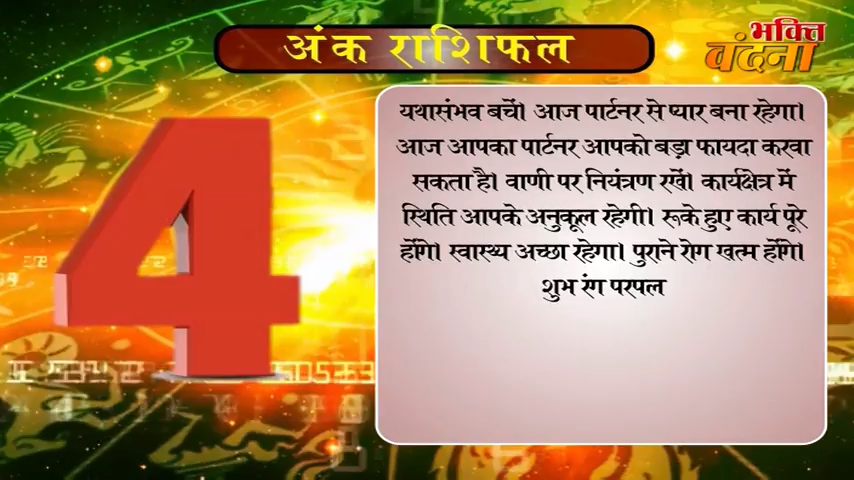 अंक राशिफल
भक्ति
वंदना
4
यथासंभव बचें। आज पार्टनर से प्यार बना रहेगा।
आज आपका पार्टनर आपको बड़ा फायदा करवा
सकता है। वाणी पर नियंत्रण रखें। कार्यक्षेत्र में
स्थिति आपके अनुकूल रहेगी। रूके हुए कार्य पूरे
होंगे। स्वास्थ्य अच्छा रहेगा। पुराने रोग खत्म होंगे।
शुभ रंग परपल